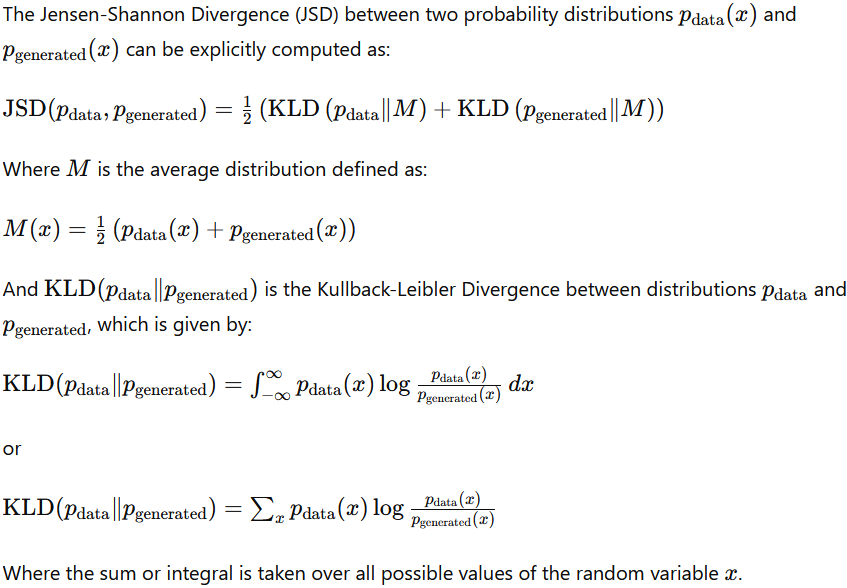 The Jensen-Shannon Divergence (JSD) between two probability distributions $p_{\text{data}}(x)$ and
$p_{\text{generated}}(x)$ can be explicitly computed as:
$\text{JSD}(p_{\text{data}}, p_{\text{generated}}) = \frac{1}{2} \left( \text{KLD}\left(p_{\text{data}} \| M\right) + \text{KLD}\left(p_{\text{generated}} \| M\right) \right)$
Where $M$ is the average distribution defined as:
$M(x) = \frac{1}{2} \left( p_{\text{data}}(x) + p_{\text{generated}}(x) \right)$
And $\text{KLD}(p_{\text{data}} \| p_{\text{generated}})$ is the Kullback-Leibler Divergence between distributions $p_{\text{data}}$ and
$p_{\text{generated}}$, which is given by:
$\text{KLD}(p_{\text{data}} \| p_{\text{generated}}) = \int_{-\infty}^{\infty} p_{\text{data}}(x) \log \frac{p_{\text{data}}(x)}{p_{\text{generated}}(x)} \, dx$
or
$\text{KLD}(p_{\text{data}} \| p_{\text{generated}}) = \sum_{x} p_{\text{data}}(x) \log \frac{p_{\text{data}}(x)}{p_{\text{generated}}(x)}$
Where the sum or integral is taken over all possible values of the random variable $x$.